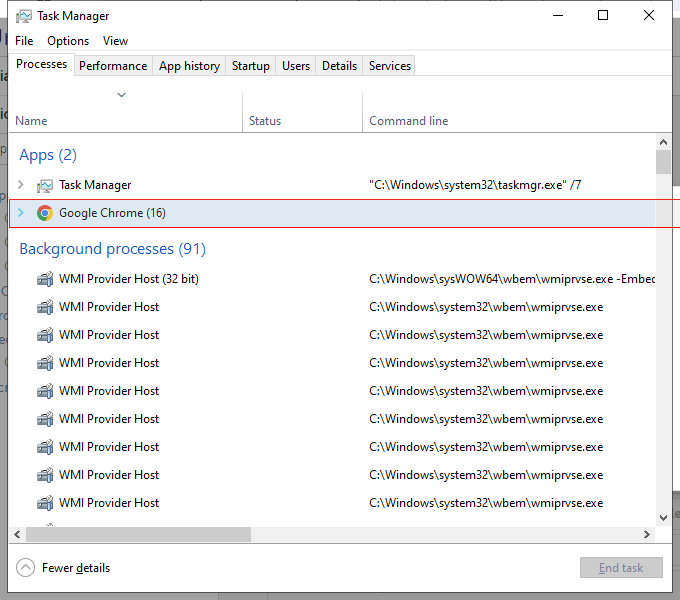 Task Manager
File Options View
Processes Performance App history Startup Users Details Services
Name Status Command line
Apps (2)
Task Manager "C:\Windows\system32\taskmgr.exe" /7
Google Chrome (16)
Background processes (91)
WMI Provider Host (32 bit) C:\Windows\sysWOW64\wbem\wmiprvse.exe -Embed
WMI Provider Host C:\Windows\system32\wbem\wmiprvse.exe
WMI Provider Host C:\Windows\system32\wbem\wmiprvse.exe
WMI Provider Host C:\Windows\system32\wbem\wmiprvse.exe
WMI Provider Host C:\Windows\system32\wbem\wmiprvse.exe
WMI Provider Host C:\Windows\system32\wbem\wmiprvse.exe
WMI Provider Host C:\Windows\system32\wbem\wmiprvse.exe
WMI Provider Host C:\Windows\system32\wbem\wmiprvse.exe
WMI Provider Host C:\Windows\system32\wbem\wmiprvse.exe
Fewer details End task